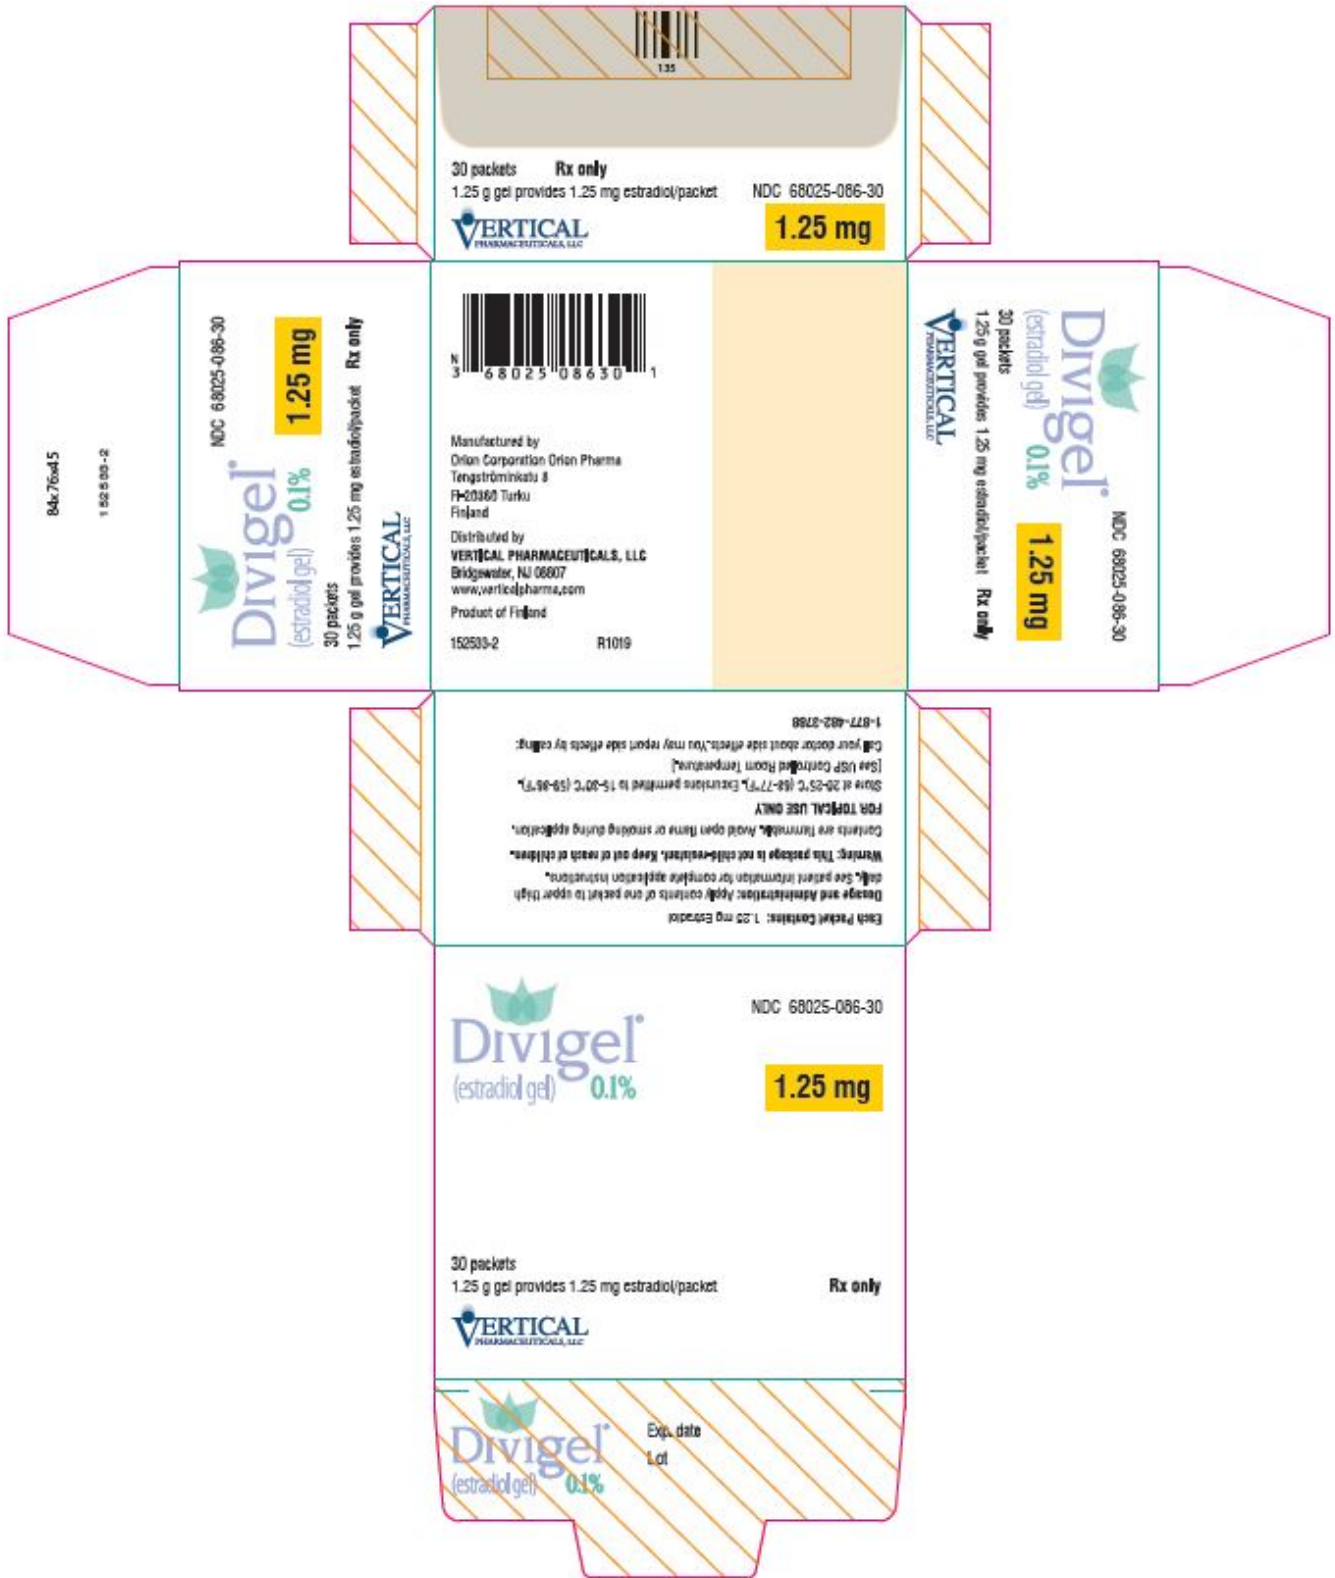 135
30 packets Rx only
1.25 g gel provides 1.25 mg estradiol/packet NDC 68025-086-30
VERTICAL
PHARMACEUTICALS, LLC
1.25 mg
84x76x45
152533-2
NDC 68025-086-30
1.25 mg
Divigel®
(estradiol gel) 0.1%
30 packets
1.25 g gel provides 1.25 mg estradiol/packet Rx only
VERTICAL
PHARMACEUTICALS, LLC
N
3 68025 08630 1
Manufactured by
Orion Corporation Orion Pharma
Tengströminkatu 8
FI-20360 Turku
Finland
Distributed by
VERTICAL PHARMACEUTICALS, LLC
Bridgewater, NJ 08807
www.verticalpharma.com
Product of Finland
152533-2 R1019
NDC 68025-086-30
Divigel®
(estradiol gel) 0.1%
1.25 mg
30 packets
1.25 g gel provides 1.25 mg estradiol/packet Rx only
VERTICAL
PHARMACEUTICALS, LLC
Each Packet Contains: 1.25 mg Estradiol
Dosage and Administration: Apply contents of one packet to upper thigh
daily. See patient information for complete application instructions.
Warning: This package is not child-resistant. Keep out of reach of children.
Contents are flammable. Avoid open flame or smoking during application.
FOR TOPICAL USE ONLY
Store at 20-25°C (68-77°F). Excursions permitted to 15-30°C (59-86°F).
[See USP Controlled Room Temperature.]
Call your doctor about side effects. You may report side effects by calling:
1-877-482-3788
Divigel®
(estradiol gel) 0.1%
NDC 68025-086-30
1.25 mg
30 packets
1.25 g gel provides 1.25 mg estradiol/packet Rx only
VERTICAL
PHARMACEUTICALS, LLC
Divigel®
(estradiol gel) 0.1%
Exp. date
Lot